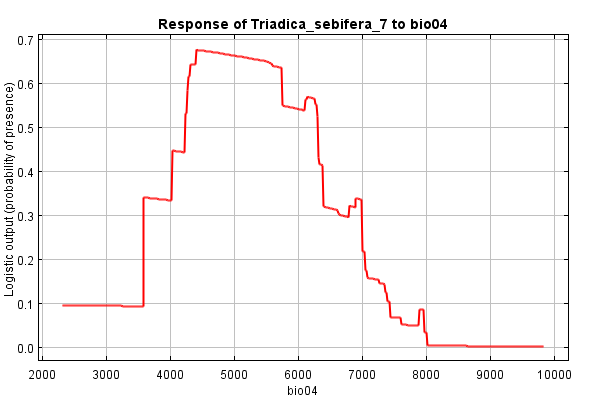 Response of Triadica_sebifera_7 to bio04
Logistic output (probability of presence)
0.7
0.6
0.5
0.4
0.3
0.2
0.1
0.0
2000 3000 4000 5000 6000 7000 8000 9000 10000
bio04